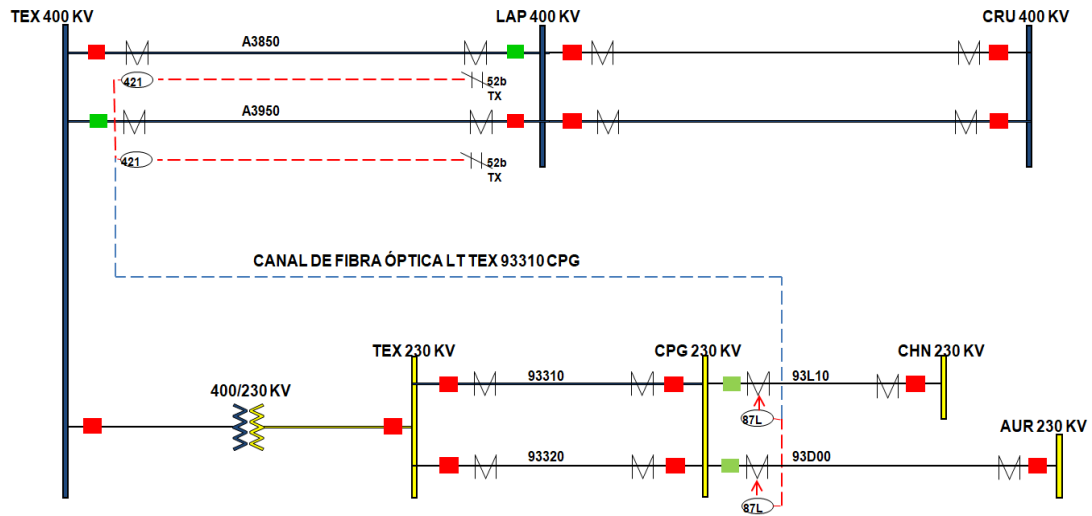 TEX 400 KV
LAP 400 KV
CRU 400 KV
A3850
421
52b
TX
A3950
421
52b
TX
CANAL DE FIBRA ÓPTICA LT TEX 93310 CPG
TEX 230 KV
CPG 230 KV
CHN 230 KV
400/230 KV
93310
93L10
87L
AUR 230 KV
93320
93D00
87L